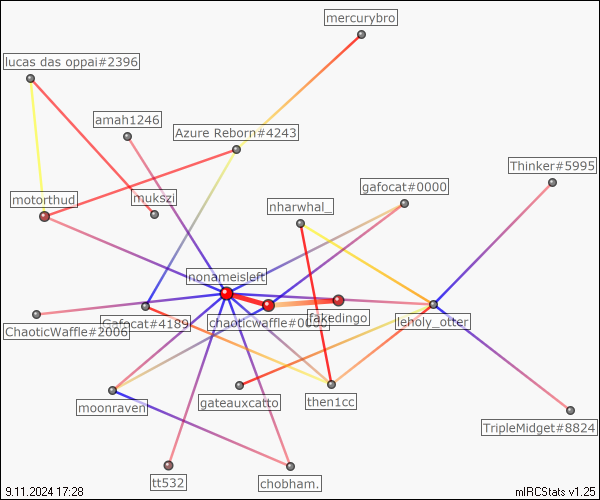 mercurybro
lucas das oppai#2396
amah1246
Azure Reborn#4243
Thinker#5995
gafocat#0000
motorthud
mukszi
nharwhal_
nonameisleft
ChaoticWaffle#2006
Gafocat#4189
chaoticwaffle#0000
fakedingo
leholy_otter
moonraven
gateauxcatto
then1cc
TripleMidget#8824
tt532
chobham.
9.11.2024 17:28
mIRCStats v1.25